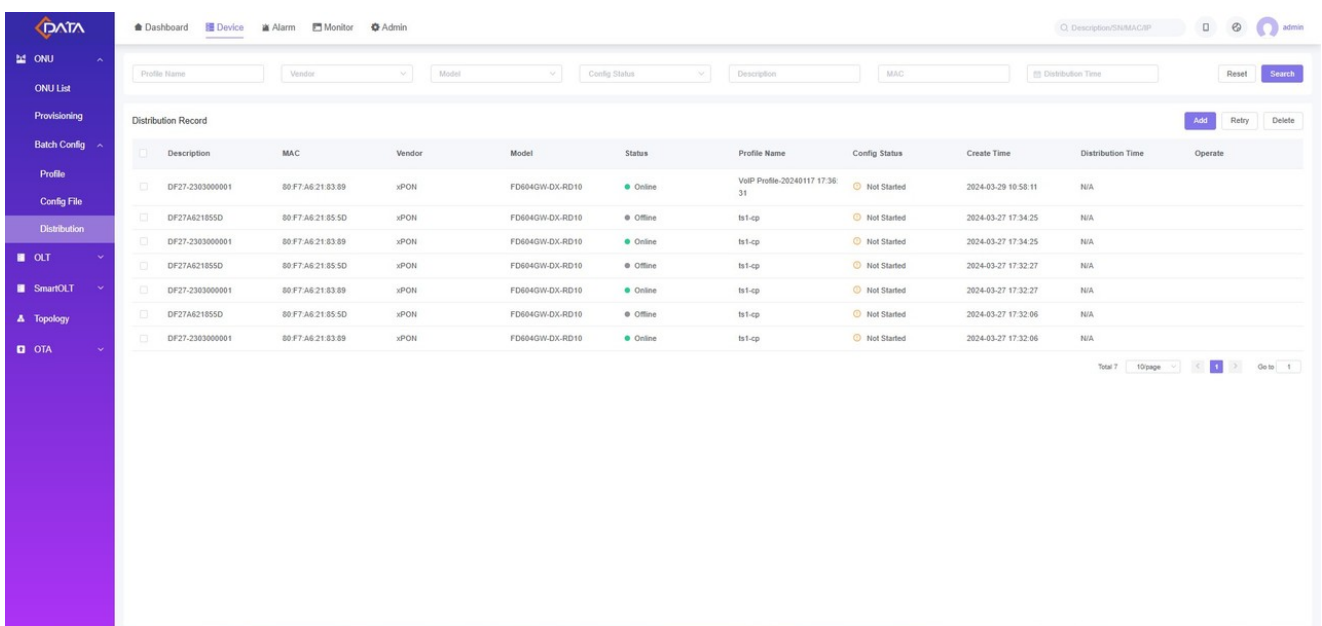 DATA
Dashboard Device Alarm Monitor Admin
Description/SN/MAC/IP
admin
ONU
ONU List
Provisioning
Batch Config
Profile
Config File
Distribution
OLT
SmartOLT
Topology
OTA
Profile Name Vendor Model Config Status Description MAC Distribution Time Reset Search
Distribution Record Add Retry Delete
Description MAC Vendor Model Status Profile Name Config Status Create Time Distribution Time Operate
DF27-2303000001 80:F7:A6:21:83:89 xPON FD604GW-DX-RD10 Online VoIP Profile-20240117 17:36:
31 Not Started 2024-03-29 10:58:11 N/A
DF27A621855D 80:F7:A6:21:85:5D xPON FD604GW-DX-RD10 Offline ts1-cp Not Started 2024-03-27 17:34:25 N/A
DF27-2303000001 80:F7:A6:21:83:89 xPON FD604GW-DX-RD10 Online ts1-cp Not Started 2024-03-27 17:34:25 N/A
DF27A621855D 80:F7:A6:21:85:5D xPON FD604GW-DX-RD10 Offline ts1-cp Not Started 2024-03-27 17:32:27 N/A
DF27-2303000001 80:F7:A6:21:83:89 xPON FD604GW-DX-RD10 Online ts1-cp Not Started 2024-03-27 17:32:27 N/A
DF27A621855D 80:F7:A6:21:85:5D xPON FD604GW-DX-RD10 Offline ts1-cp Not Started 2024-03-27 17:32:06 N/A
DF27-2303000001 80:F7:A6:21:83:89 xPON FD604GW-DX-RD10 Online ts1-cp Not Started 2024-03-27 17:32:06 N/A
Total 7 10/page < 1 > Go to 1